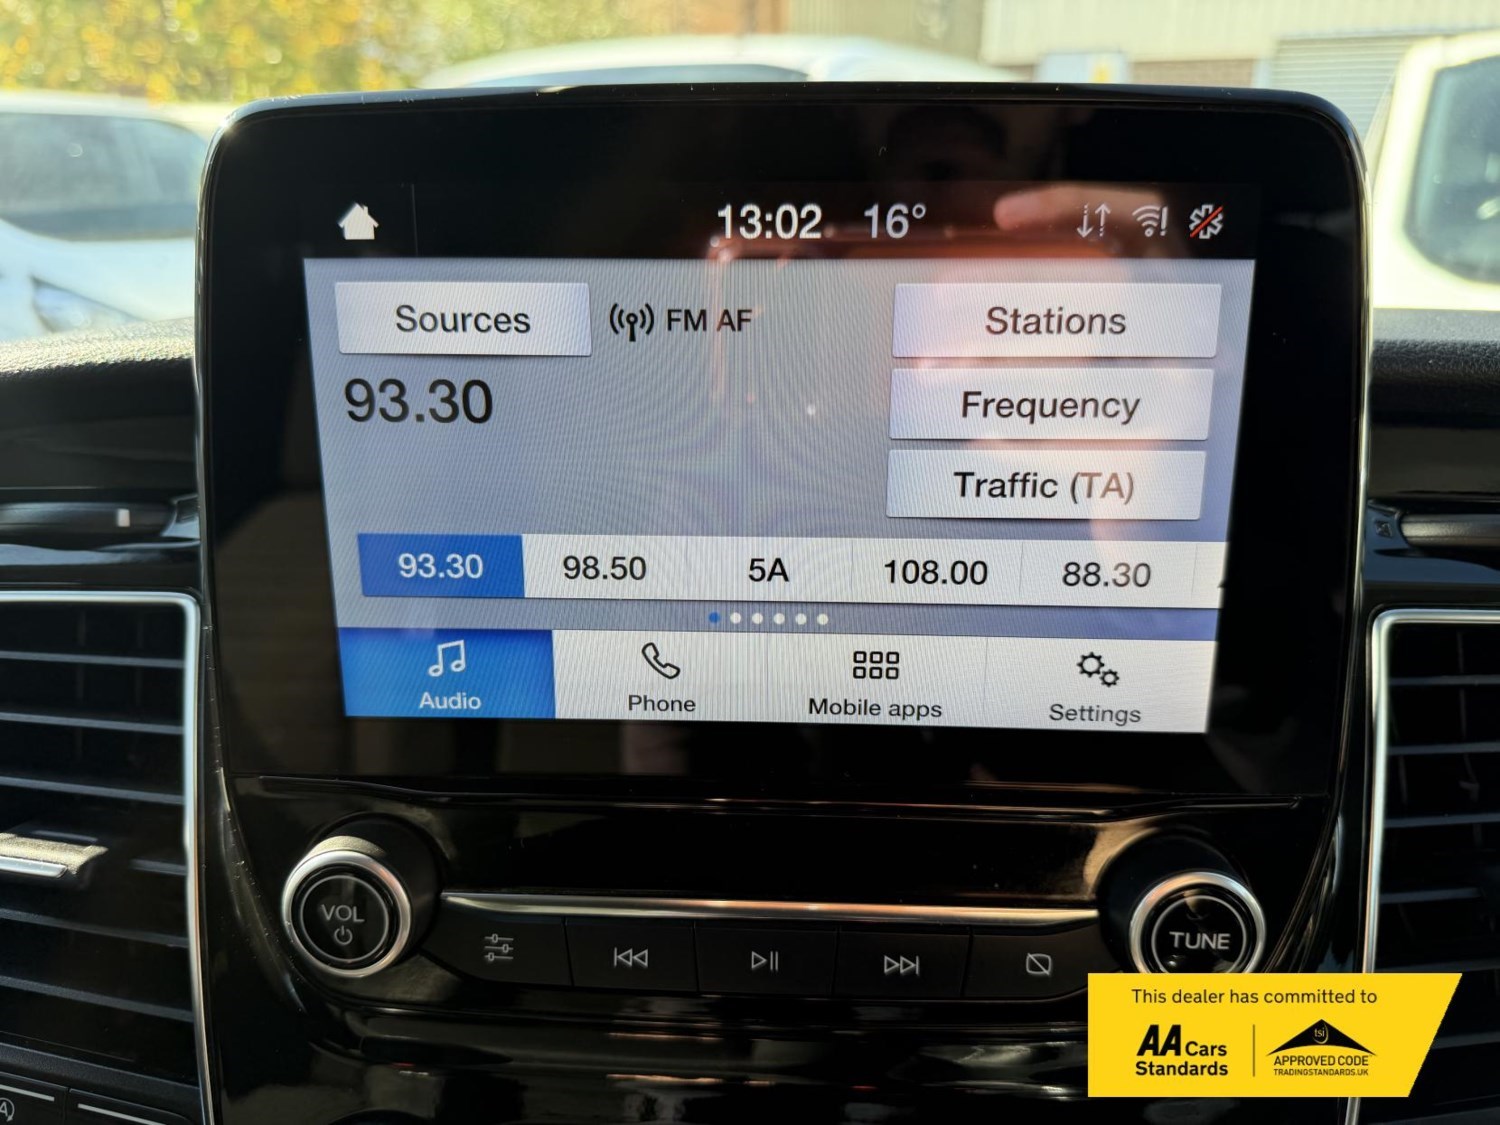 13:02 16°
Sources FM AF Stations
93.30
Frequency
Traffic (TA)
93.30 98.50 5A 108.00 88.30
Audio Phone Mobile apps Settings
VOL
TUNE
This dealer has committed to
AA Cars
Standards
tsi
APPROVED CODE
TRADINGSTANDARDS.UK
A